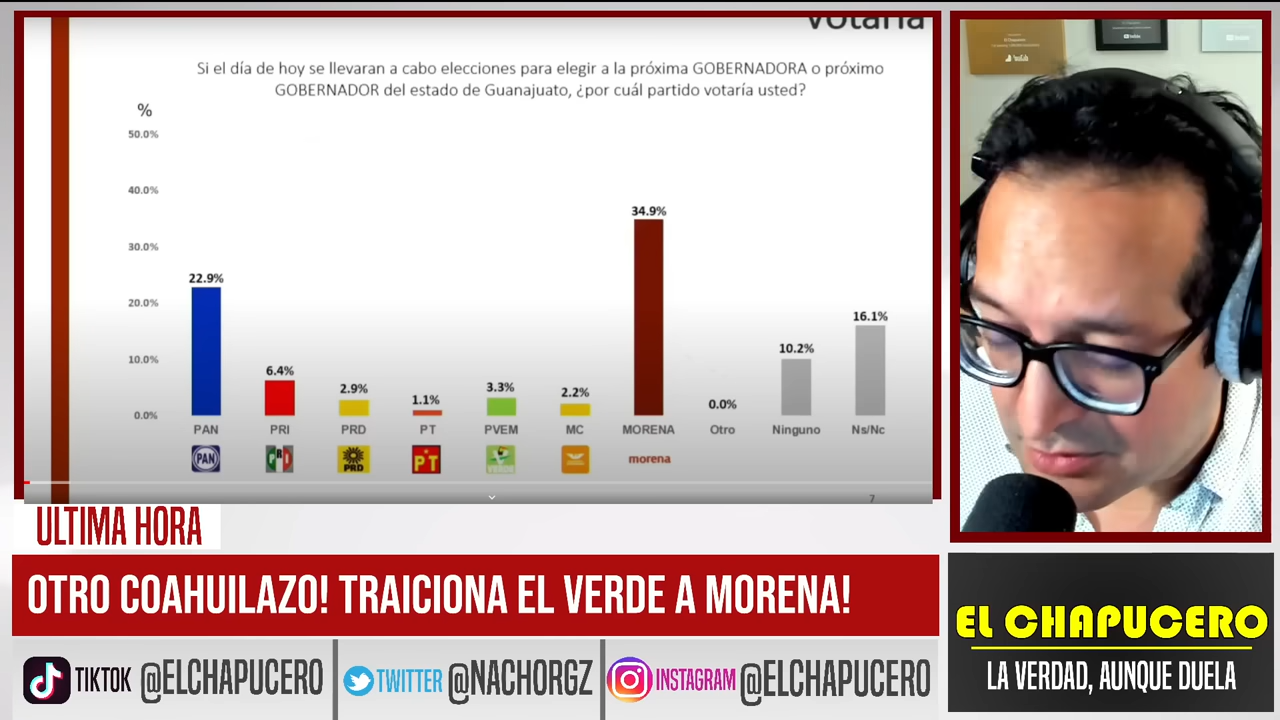 votaría
Si el día de hoy se llevaran a cabo elecciones para elegir a la próxima GOBERNADORA o próximo
GOBERNADOR del estado de Guanajuato, ¿por cuál partido votaría usted?
%
50.0%
40.0%
30.0%
20.0%
10.0%
0.0%
22.9%
6.4%
2.9%
1.1%
3.3%
2.2%
34.9%
0.0%
10.2%
16.1%
PAN
PRI
PRD
PT
PVEM
MC
MORENA
Otro
Ninguno
Ns/Nc
PAN
PRI
PRD
PT
VERDE
morena
7
ULTIMA HORA
OTRO COAHUILAZO! TRAICIONA EL VERDE A MORENA!
TIKTOK @ELCHAPUCERO
TWITTER @NACHORGZ
INSTAGRAM @ELCHAPUCERO
EL CHAPUCERO
LA VERDAD, AUNQUE DUELA